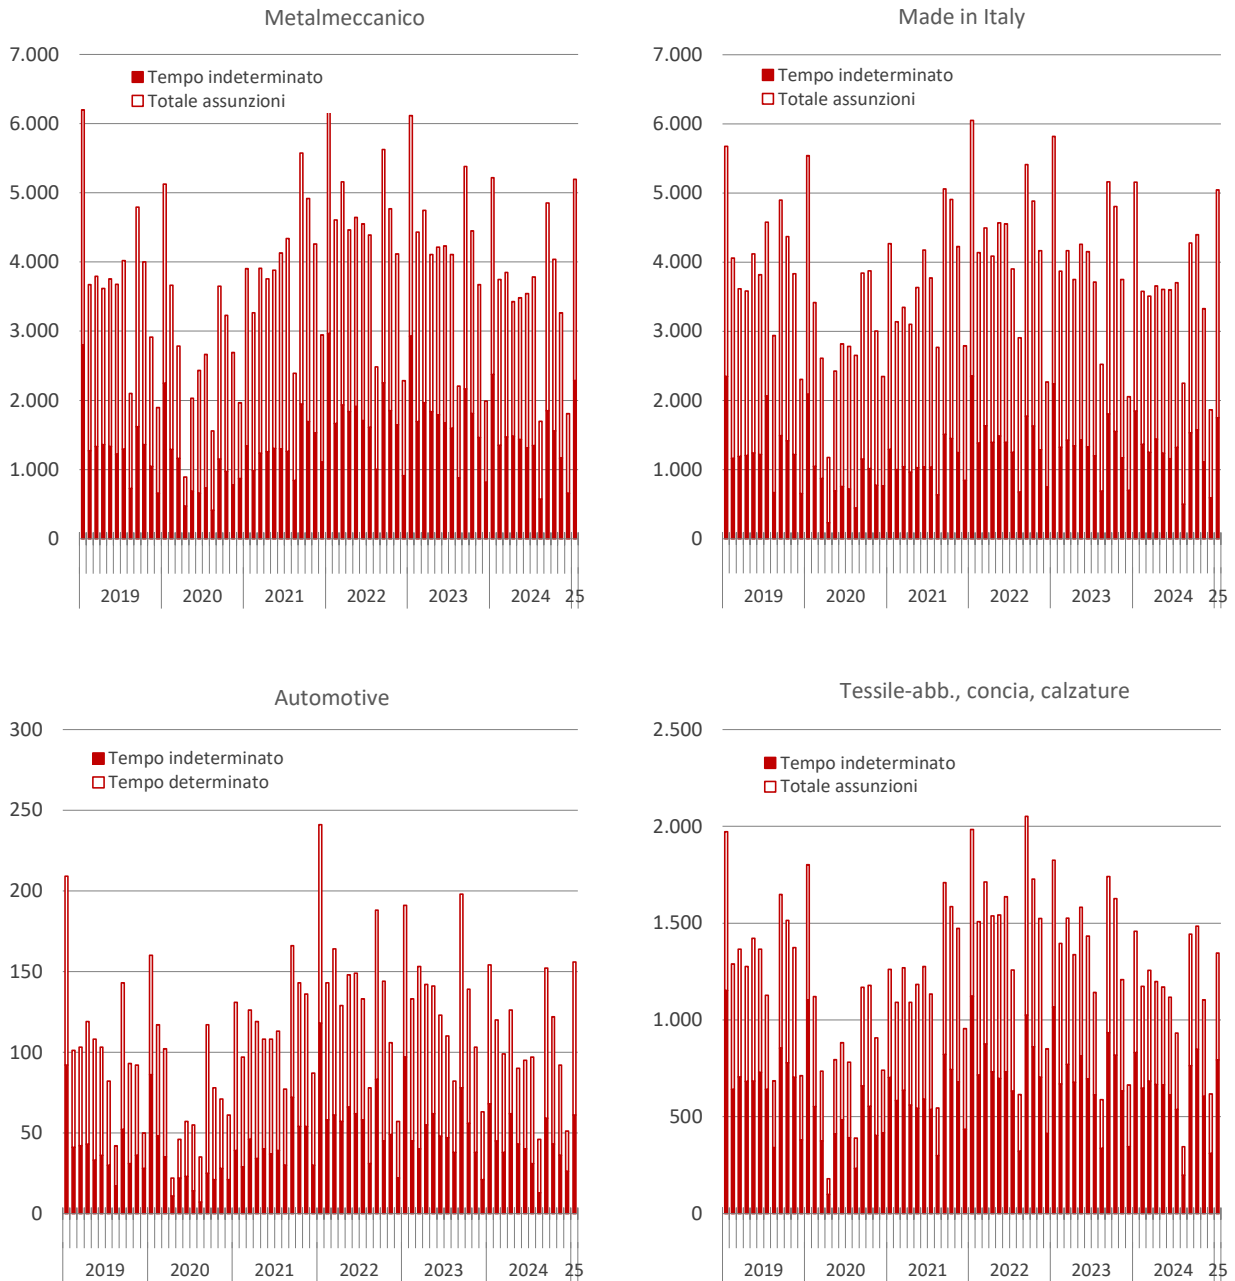 Metalmeccanico
7.000
6.000
5.000
4.000
3.000
2.000
1.000
0
Tempo indeterminato
Totale assunzioni
2019 2020 2021 2022 2023 2024 25
Made in Italy
7.000
6.000
5.000
4.000
3.000
2.000
1.000
0
Tempo indeterminato
Totale assunzioni
2019 2020 2021 2022 2023 2024 25
Automotive
300
250
200
150
100
50
0
Tempo indeterminato
Tempo determinato
2019 2020 2021 2022 2023 2024 25
Tessile-abb., concia, calzature
2.500
2.000
1.500
1.000
500
0
Tempo indeterminato
Totale assunzioni
2019 2020 2021 2022 2023 2024 25